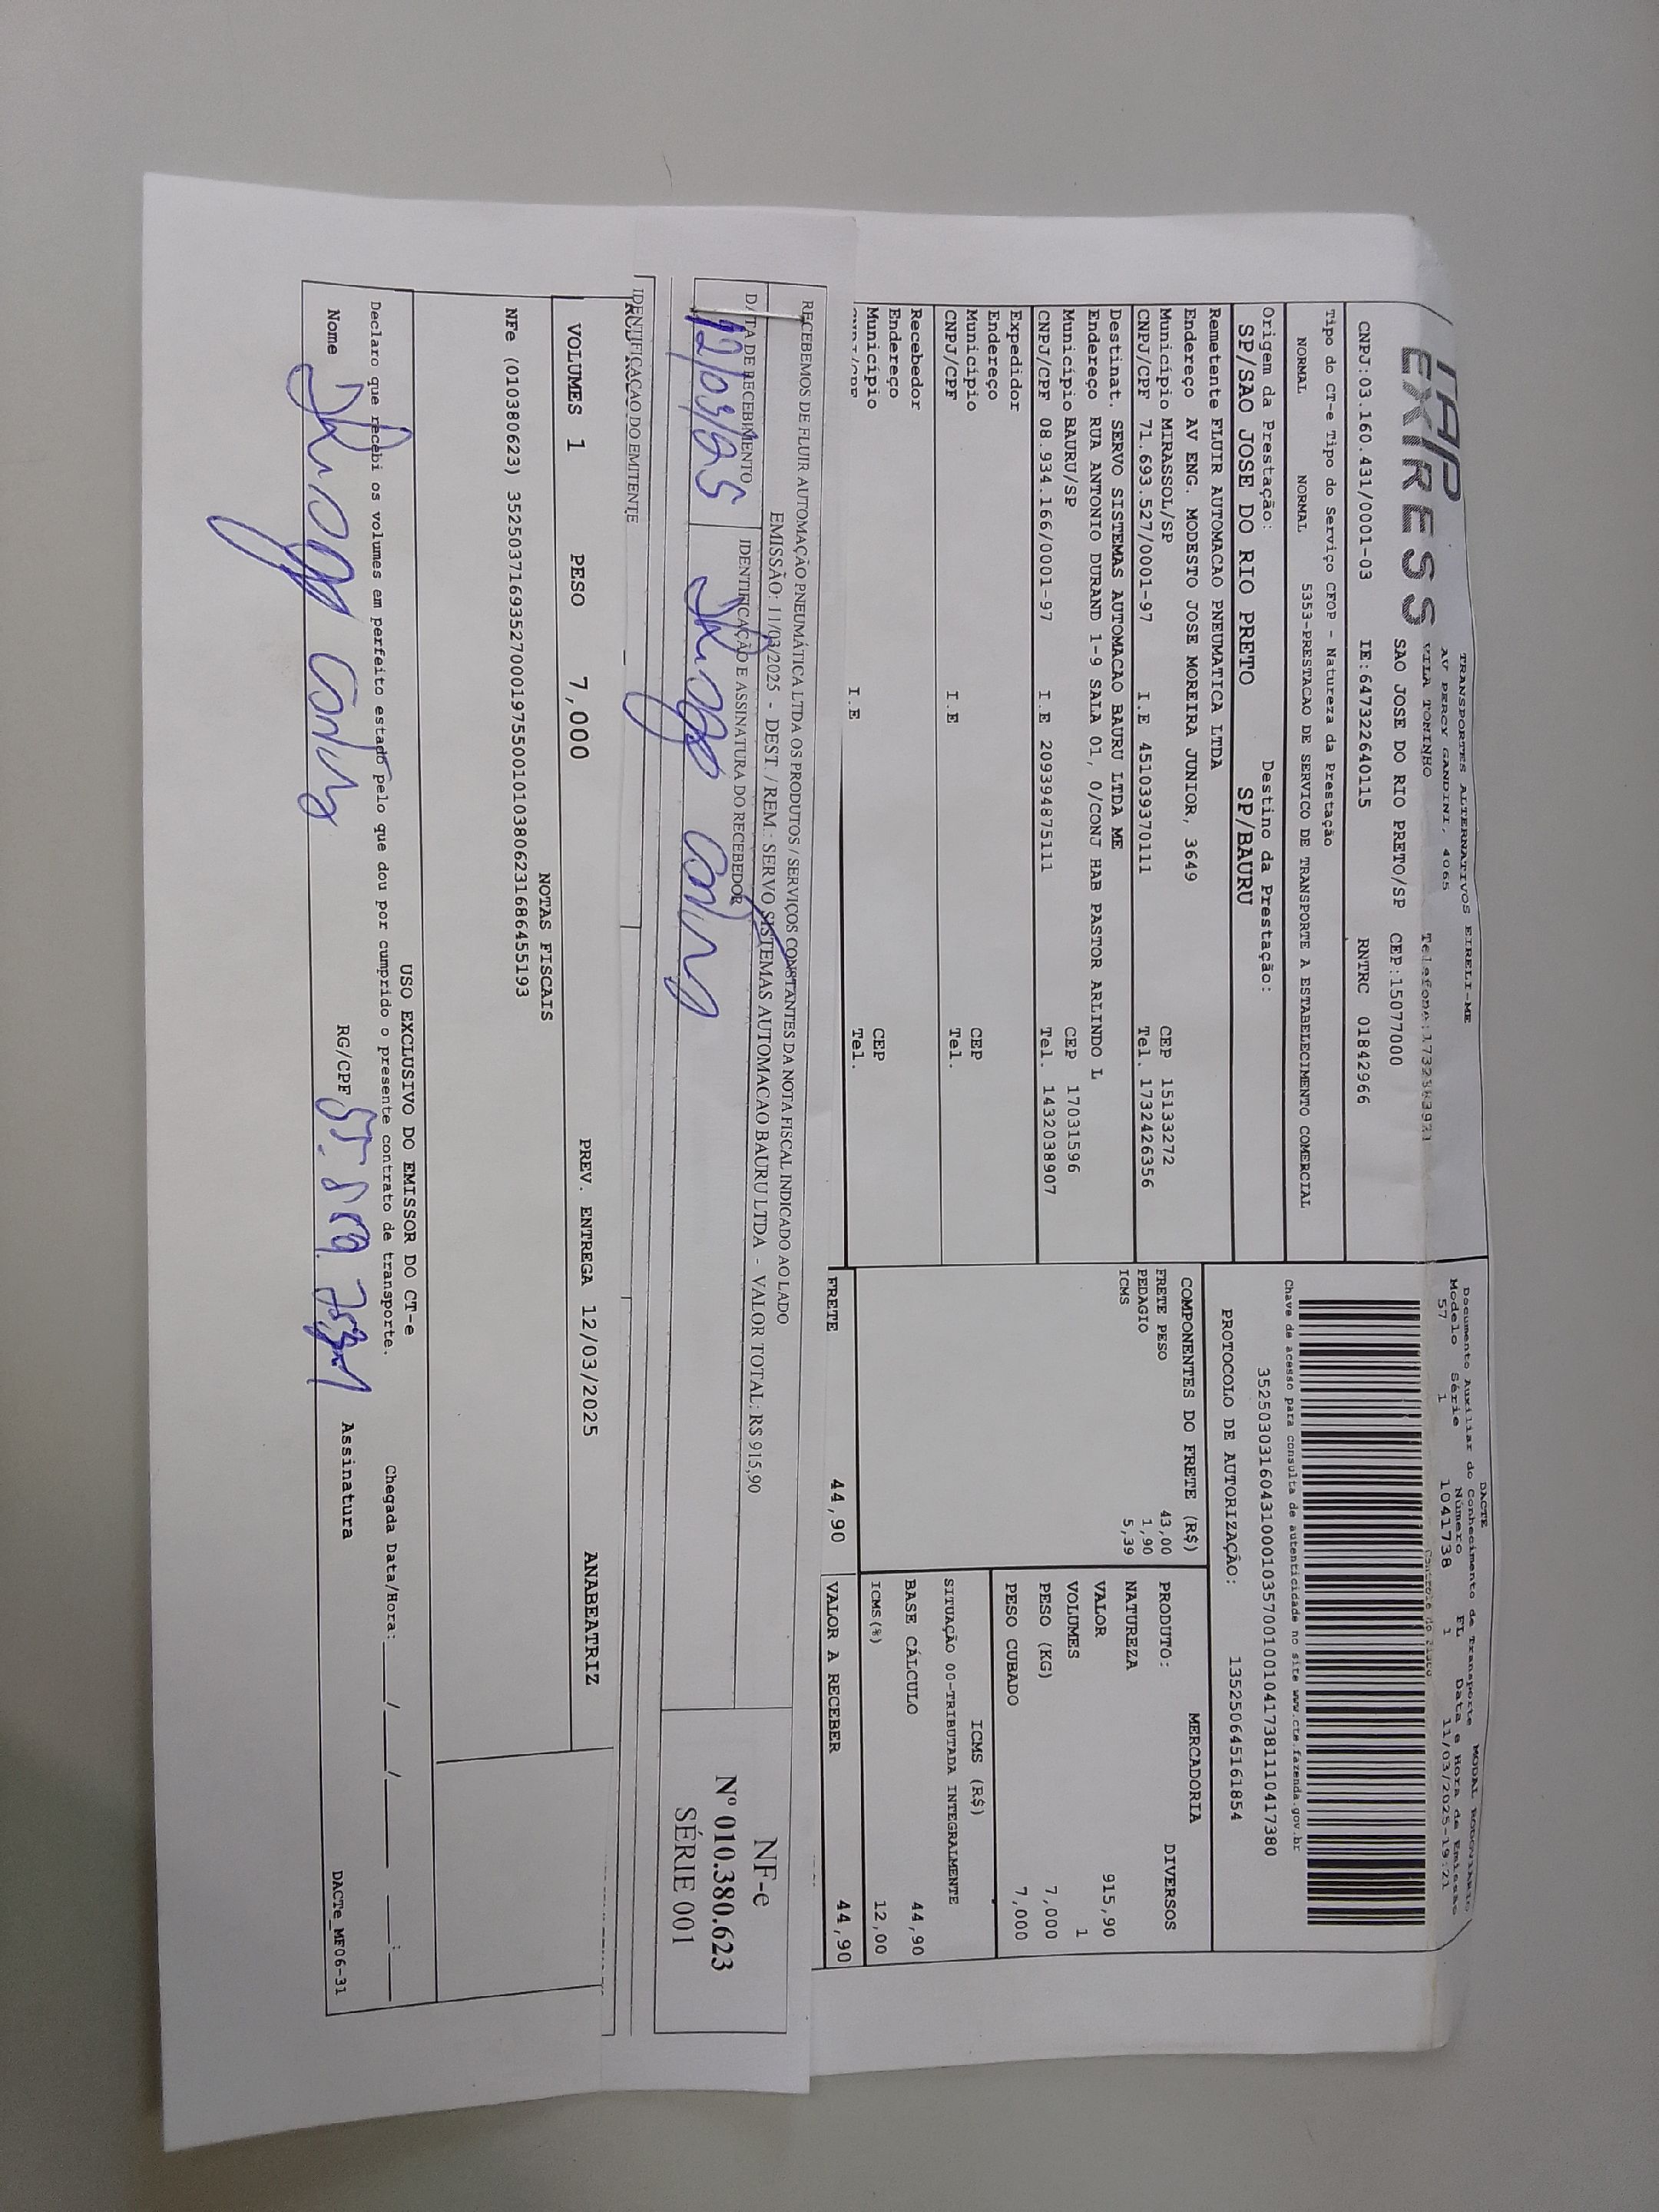 TAP
EXPRESS
TRANSPORTES ALTERNATIVOS EIRELI-ME
AV PERCY GANDINI, 4065
VILA TONINHO
SAO JOSE DO RIO PRETO/SP CEP:15077000
CNPJ:03.160.431/0001-03 IE:647322640115 RNTRC 01842966
Tipo do CT-e Tipo do Serviço CFOP - Natureza da Prestação
NORMAL NORMAL 5353-PRESTACAO DE SERVICO DE TRANSPORTE A ESTABELECIMENTO COMERCIAL
Origem da Prestação: Destino da Prestação:
SP/SAO JOSE DO RIO PRETO SP/BAURU
Remetente FLUIR AUTOMACAO PNEUMATICA LTDA
Endereço AV ENG. MODESTO JOSE MOREIRA JUNIOR, 3649
Município MIRASSOL/SP CEP 15133272
CNPJ/CPF 71.693.527/0001-97 I.E 451039370111 Tel. 1732426356
Destinat. SERVO SISTEMAS AUTOMACAO BAURU LTDA ME
Endereço RUA ANTONIO DURAND 1-9 SALA 01, 0/CONJ HAB PASTOR ARLINDO L
Município BAURU/SP CEP 17031596
CNPJ/CPF 08.934.166/0001-97 I.E 209394875111 Tel. 1432038907
Expedidor
Endereço
Município CEP
CNPJ/CPF I.E Tel.
Recebedor
Endereço
Município CEP
I.E Tel.
DACTE MODAL RODOVIÁRIO
Documento Auxiliar do Conhecimento de Transporte
Modelo Série Número FL Data e Hora de Emissão
57 1 1041738 1 11/03/2025-19:21
Controle do Fisco
Chave de acesso para consulta de autenticidade no site www.cte.fazenda.gov.br
35250303160431000103570010010417381110417380
PROTOCOLO DE AUTORIZAÇÃO: 135250645161854
COMPONENTES DO FRETE (R$)
FRETE PESO 43,00
PEDAGIO 1,90
ICMS 5,39
MERCADORIA
PRODUTO: DIVERSOS
NATUREZA
VALOR 915,90
VOLUMES 1
PESO (KG) 7,000
PESO CUBADO 7,000
ICMS (R$)
SITUAÇÃO 00-TRIBUTADA INTEGRALMENTE
BASE CÁLCULO 44,90
ICMS(%) 12,00
FRETE 44,90 VALOR A RECEBER 44,90
RECEBEMOS DE FLUIR AUTOMAÇÃO PNEUMÁTICA LTDA OS PRODUTOS / SERVIÇOS CONSTANTES DA NOTA FISCAL INDICADO AO LADO
EMISSÃO: 11/03/2025 - DEST. / REM.: SERVO SISTEMAS AUTOMACAO BAURU LTDA - VALOR TOTAL: R$ 915,90
DATA DE RECEBIMENTO IDENTIFICAÇÃO E ASSINATURA DO RECEBEDOR
12/03/25
NF-e
Nº 010.380.623
SÉRIE 001
IDENTIFICAÇÃO DO EMITENTE
VOLUMES 1 PESO 7,000 PREV. ENTREGA 12/03/2025 ANABEATRIZ
NOTAS FISCAIS
NFe (010380623) 35250371693527000197550010103806231686455193
USO EXCLUSIVO DO EMISSOR DO CT-e
Declaro que recebi os volumes em perfeito estado pelo que dou por cumprido o presente contrato de transporte. Chegada Data/Hora:____/____/____ ____:____
Nome RG/CPF Assinatura
DACTe_MF06-31